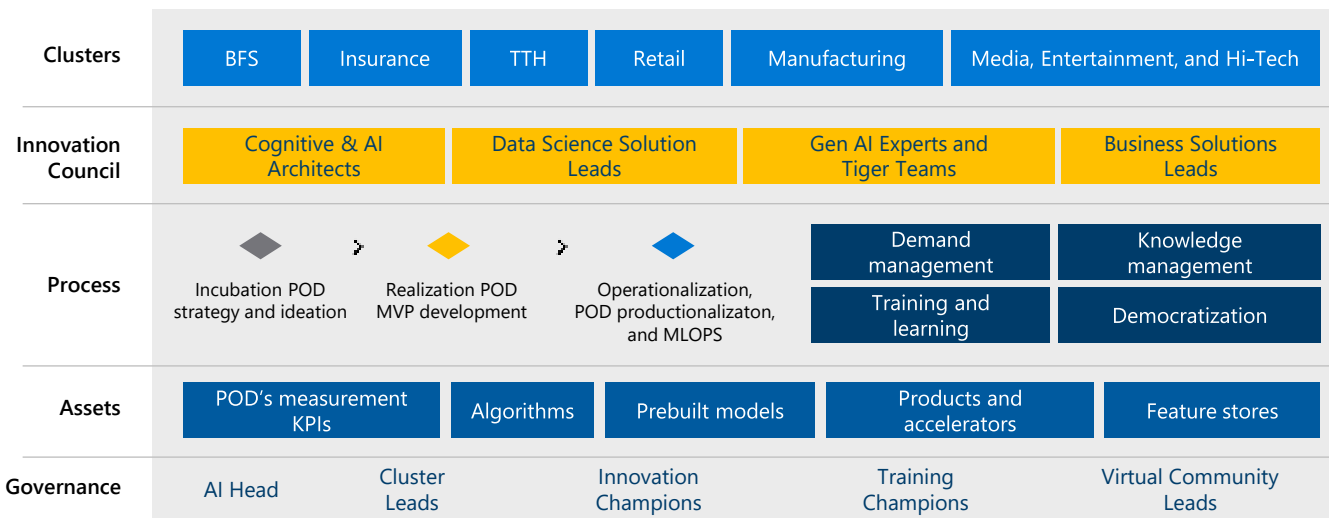 Clusters
BFS
Insurance
TTH
Retail
Manufacturing
Media, Entertainment, and Hi-Tech
Innovation
Council
Cognitive & AI
Architects
Data Science Solution
Leads
Gen AI Experts and
Tiger Teams
Business Solutions
Leads
Process
Incubation POD
strategy and ideation
Realization POD
MVP development
Operationalization,
POD productionalizaton,
and MLOPS
Demand
management
Knowledge
management
Training and
learning
Democratization
Assets
POD's measurement
KPIs
Algorithms
Prebuilt models
Products and
accelerators
Feature stores
Governance
AI Head
Cluster
Leads
Innovation
Champions
Training
Champions
Virtual Community
Leads